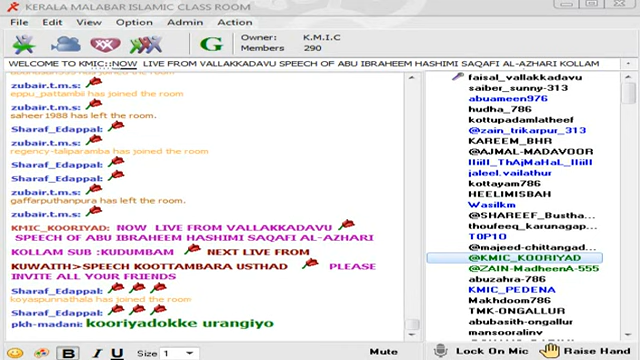 KERALA MALABAR ISLAMIC CLASS ROOM
File Edit View Option Admin Action
G
Owner: K.M.I.C
Members 290
WELCOME TO KMIC::NOW LIVE FROM VALLAKKADAVU SPEECH OF ABU IBRAHEEM HASHIMI SAQAFI AL-AZHARI KOLLAM
zubair.t.m.s:
eppu_pattambii has joined the room
zubair.t.m.s:
saheer1988 has left the room.
Sharaf_Edappal:
zubair.t.m.s:
regency-taliparamba has joined the room
Sharaf_Edappal:
Sharaf_Edappal:
zubair.t.m.s:
gaffarputhanpura has left the room.
zubair.t.m.s:
KMIC_KOORIYAD: NOW LIVE FROM VALLAKKADAVU
SPEECH OF ABU IBRAHEEM HASHIMI SAQAFI AL-AZHARI
KOLLAM SUB :KUDUMBAM NEXT LIVE FROM
KUWAITH>SPEECH KOOTTAMBARA USTHAD PLEASE
INVITE ALL YOUR FRIENDS
Sharaf_Edappal:
koyaspunnathala has joined the room
Sharaf_Edappal:
pkh-madani: kooriyadokke urangiyo
faisal_vallakkadavu
saiber_sunny-313
abuameen976
hudha_786
kottupadamlatheef
@zain_trikarpur_313
KAREEM_BHR
@AJMAL-MADAVOOR
jaleel.vailathur
kottayam786
HEELIMISBAH
Wasilkm
@SHAREEF_Bustha...
thoufeeq_karunagap...
TOP10
@majeed-chittangad...
@KMIC_KOORIYAD
@ZAIN-MadheenA-555
abuzahra-786
KMIC_PEDENA
Makhdoom786
TMK-ONGALLUR
abubasith-ongallur
mansooralinv
B I U Size 1 Mute Lock On Mic Raise Hand